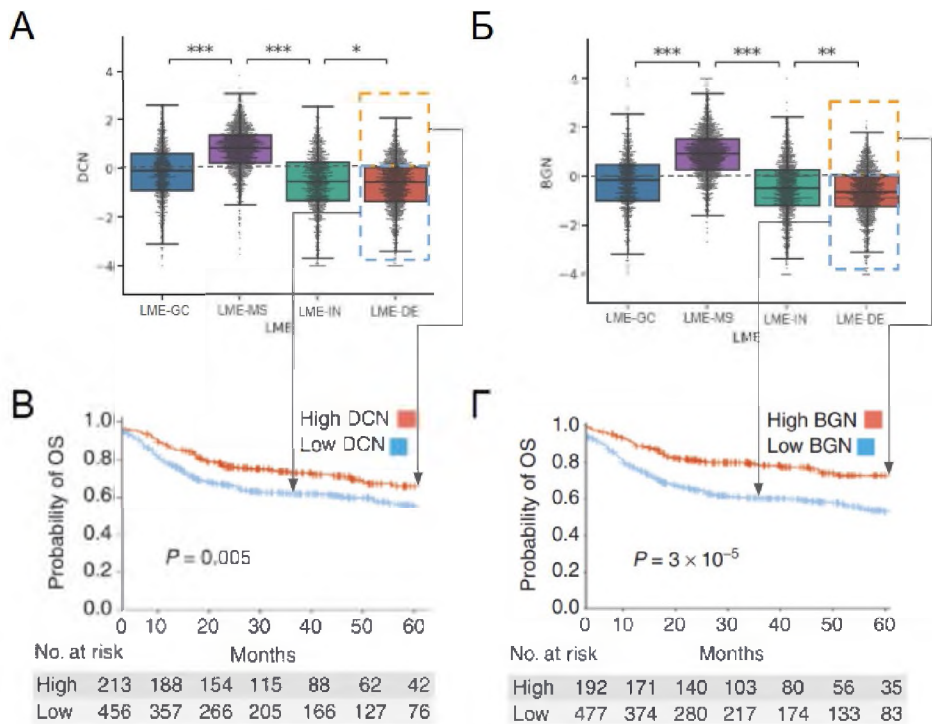 А
*** *** *
DCN
4
2
0
−2
−4
LME-GC LME-MS LME-IN LME-DE
LME
Б
*** *** **
BGN
4
2
0
−2
−4
LME-GC LME-MS LME-IN LME-DE
LME
В
Probability of OS
1.0
0.8
0.6
0.4
0.2
0.0
High DCN
Low DCN
P = 0.005
0 10 20 30 40 50 60
No. at risk Months
High 213 188 154 115 88 62 42
Low 456 357 266 205 166 127 76
Г
Probability of OS
1.0
0.8
0.6
0.4
0.2
0.0
High BGN
Low BGN
P = 3 × 10⁻⁵
0 10 20 30 40 50 60
No. at risk Months
High 192 171 140 103 80 56 35
Low 477 374 280 217 174 133 83